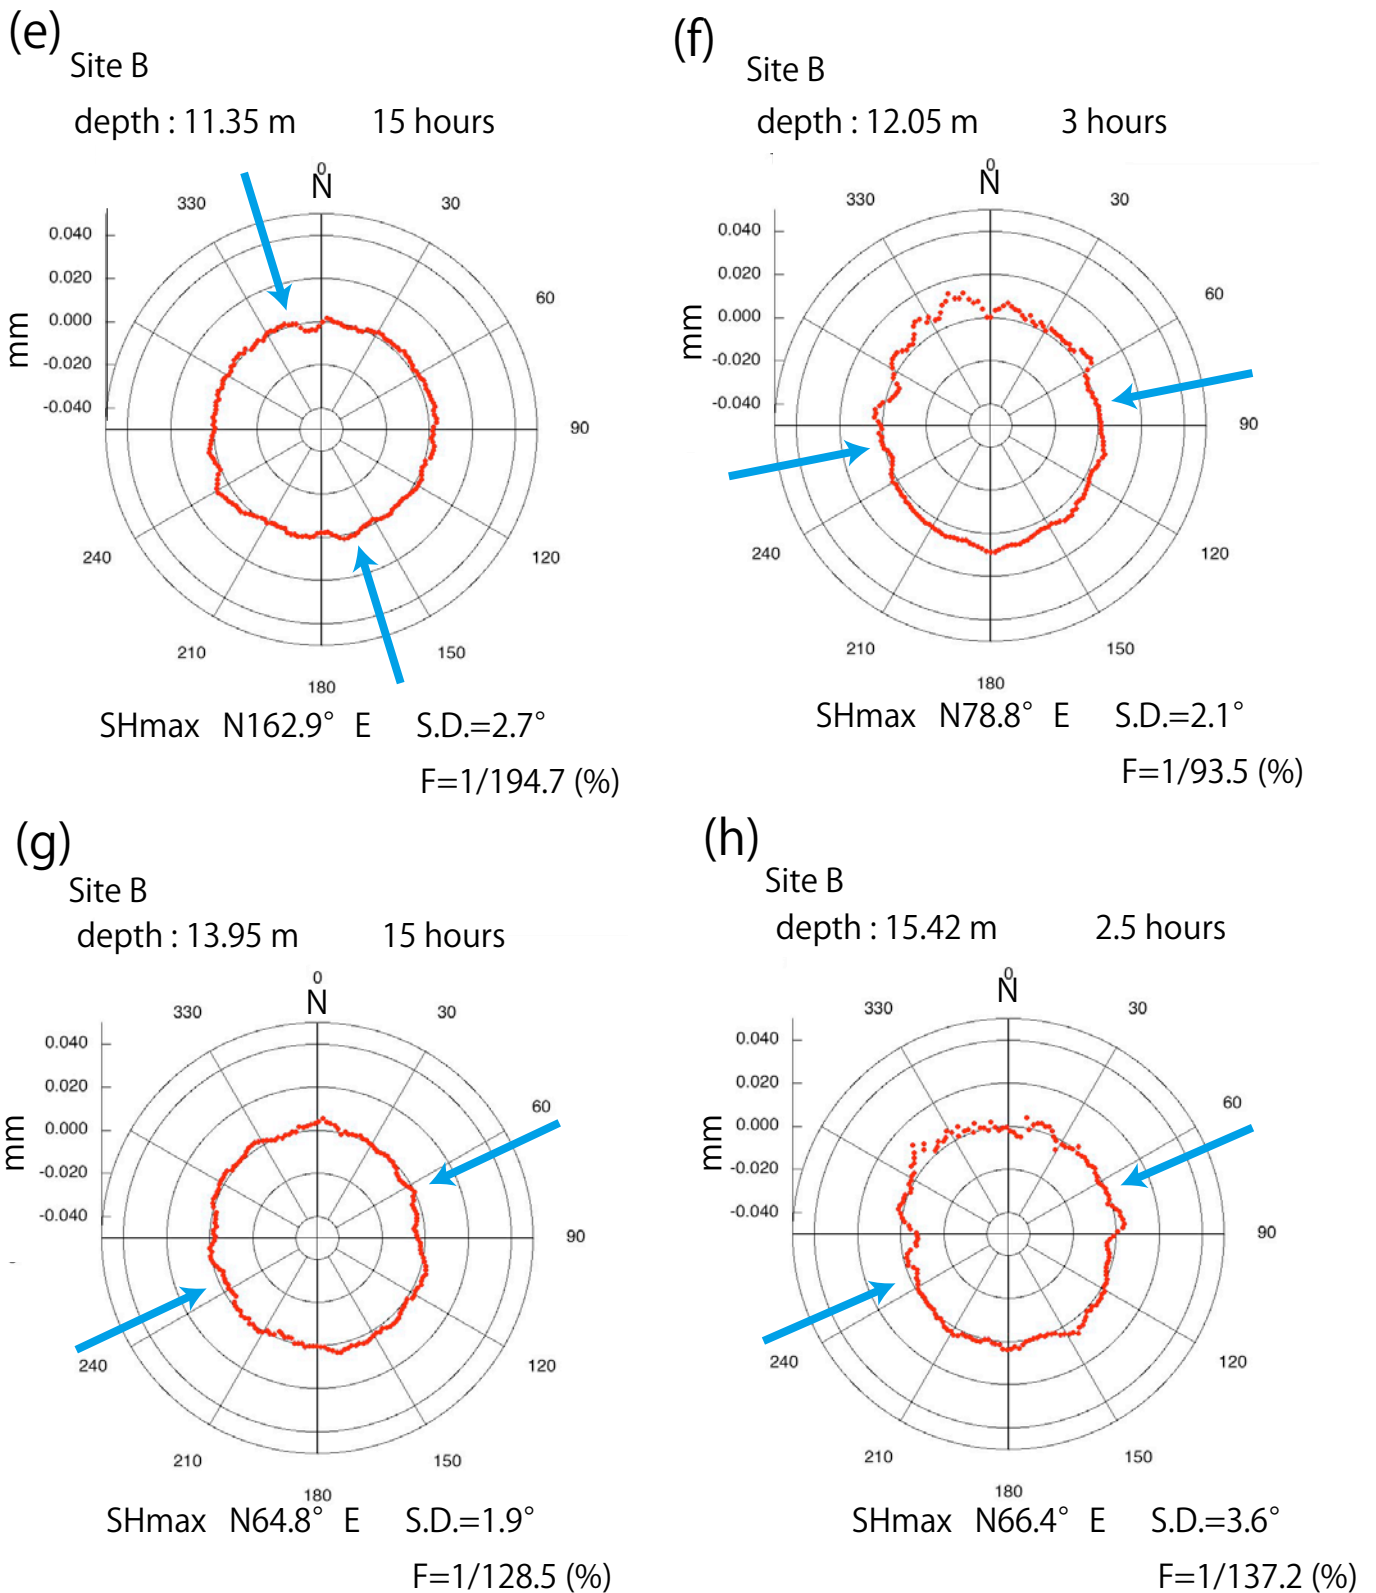 (e)
Site B
depth : 11.35 m 15 hours
0
N
330 30
0.040
0.020
0.000
-0.020
-0.040
mm
60
90
240 120
210 150
180
SHmax N162.9° E S.D.=2.7°
F=1/194.7 (%)
(f)
Site B
depth : 12.05 m 3 hours
0
N
330 30
0.040
0.020
0.000
-0.020
-0.040
mm
60
90
240 120
210 150
180
SHmax N78.8° E S.D.=2.1°
F=1/93.5 (%)
(g)
Site B
depth : 13.95 m 15 hours
0
N
330 30
0.040
0.020
0.000
-0.020
-0.040
mm
60
90
240 120
210 150
180
SHmax N64.8° E S.D.=1.9°
F=1/128.5 (%)
(h)
Site B
depth : 15.42 m 2.5 hours
0
N
330 30
0.040
0.020
0.000
-0.020
-0.040
mm
60
90
240 120
210 150
180
SHmax N66.4° E S.D.=3.6°
F=1/137.2 (%)